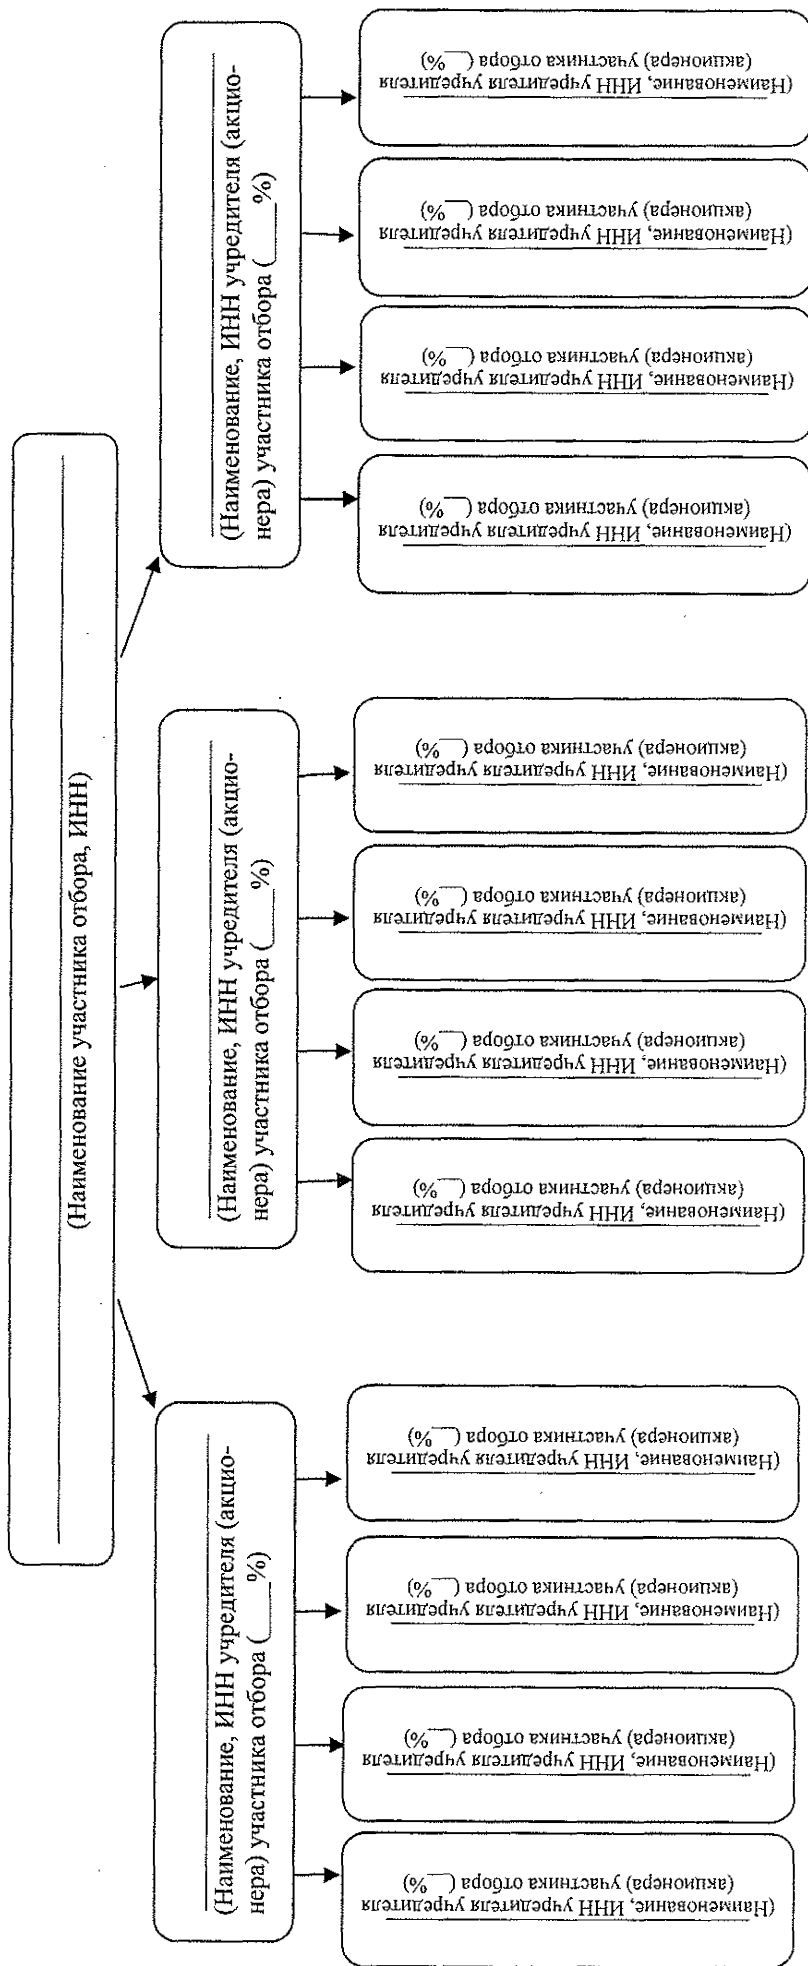 (Наименование участника отбора, ИНН)
(Наименование, ИНН учредителя (акцио-
нера) участника отбора (____%)
(Наименование, ИНН учредителя (акцио-
нера) участника отбора (____%)
(Наименование, ИНН учредителя (акцио-
нера) участника отбора (____%)
(Наименование, ИНН учредителя учредителя
(акционера) участника отбора (__%)
(Наименование, ИНН учредителя учредителя
(акционера) участника отбора (__%)
(Наименование, ИНН учредителя учредителя
(акционера) участника отбора (__%)
(Наименование, ИНН учредителя учредителя
(акционера) участника отбора (__%)
(Наименование, ИНН учредителя учредителя
(акционера) участника отбора (__%)
(Наименование, ИНН учредителя учредителя
(акционера) участника отбора (__%)
(Наименование, ИНН учредителя учредителя
(акционера) участника отбора (__%)
(Наименование, ИНН учредителя учредителя
(акционера) участника отбора (__%)
(Наименование, ИНН учредителя учредителя
(акционера) участника отбора (__%)
(Наименование, ИНН учредителя учредителя
(акционера) участника отбора (__%)
(Наименование, ИНН учредителя учредителя
(акционера) участника отбора (__%)
(Наименование, ИНН учредителя учредителя
(акционера) участника отбора (__%)